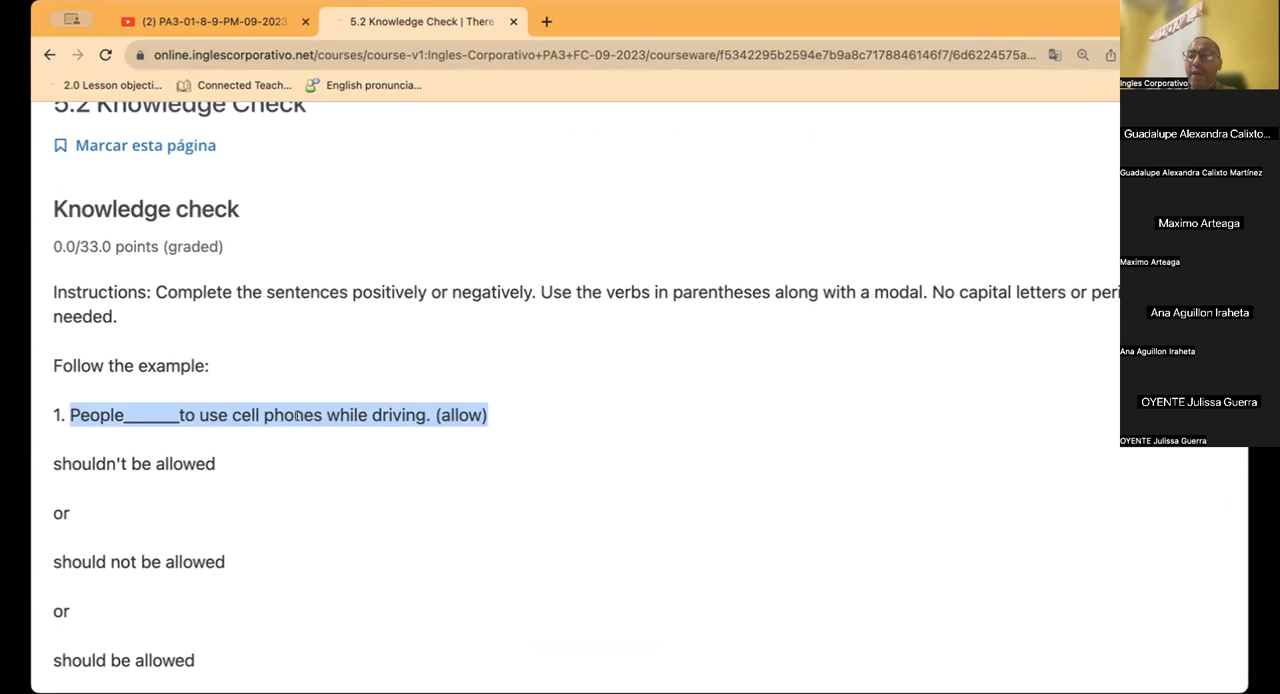 (2) PA3-01-8-9-PM-09-2023
5.2 Knowledge Check | There
online.inglescorporativo.net/courses/course-v1:Ingles-Corporativo+PA3+FC-09-2023/courseware/f5342295b2594e7b9a8c7178846146f7/6d6224575a...
2.0 Lesson objecti...
Connected Teach...
English pronuncia...
5.2 Knowledge Check
Marcar esta página
Knowledge check
0.0/33.0 points (graded)
Instructions: Complete the sentences positively or negatively. Use the verbs in parentheses along with a modal. No capital letters or peri
needed.
Follow the example:
1. People______to use cell phones while driving. (allow)
shouldn't be allowed
or
should not be allowed
or
should be allowed
Ingles Corporativo
Guadalupe Alexandra Calixto...
Guadalupe Alexandra Calixto Martínez
Maximo Arteaga
Maximo Arteaga
Ana Aguillon Iraheta
Ana Aguillon Iraheta
OYENTE Julissa Guerra
OYENTE Julissa Guerra